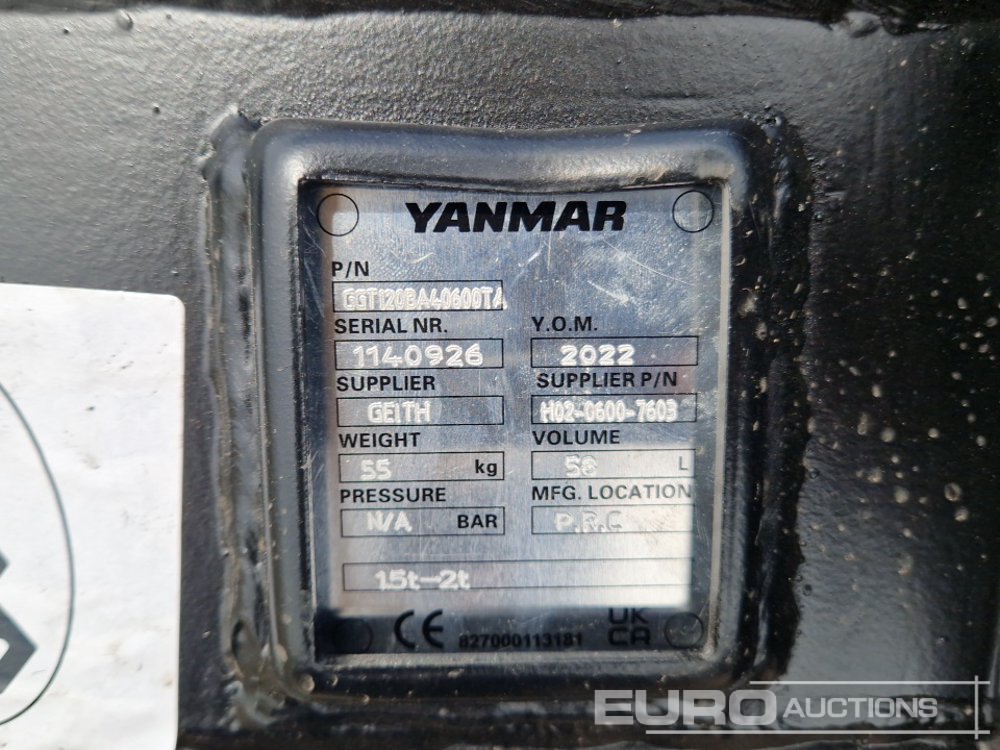 YANMAR
P/N
GGT120BA40600TA
SERIAL NR. Y.O.M.
1140926 2022
SUPPLIER SUPPLIER P/N
GEITH H02-0600-7603
WEIGHT VOLUME
55 kg 58 L
PRESSURE MFG. LOCATION
N/A BAR P.R.C
1.5t-2t
CE 827000113181 UK
CA
EURO AUCTIONS